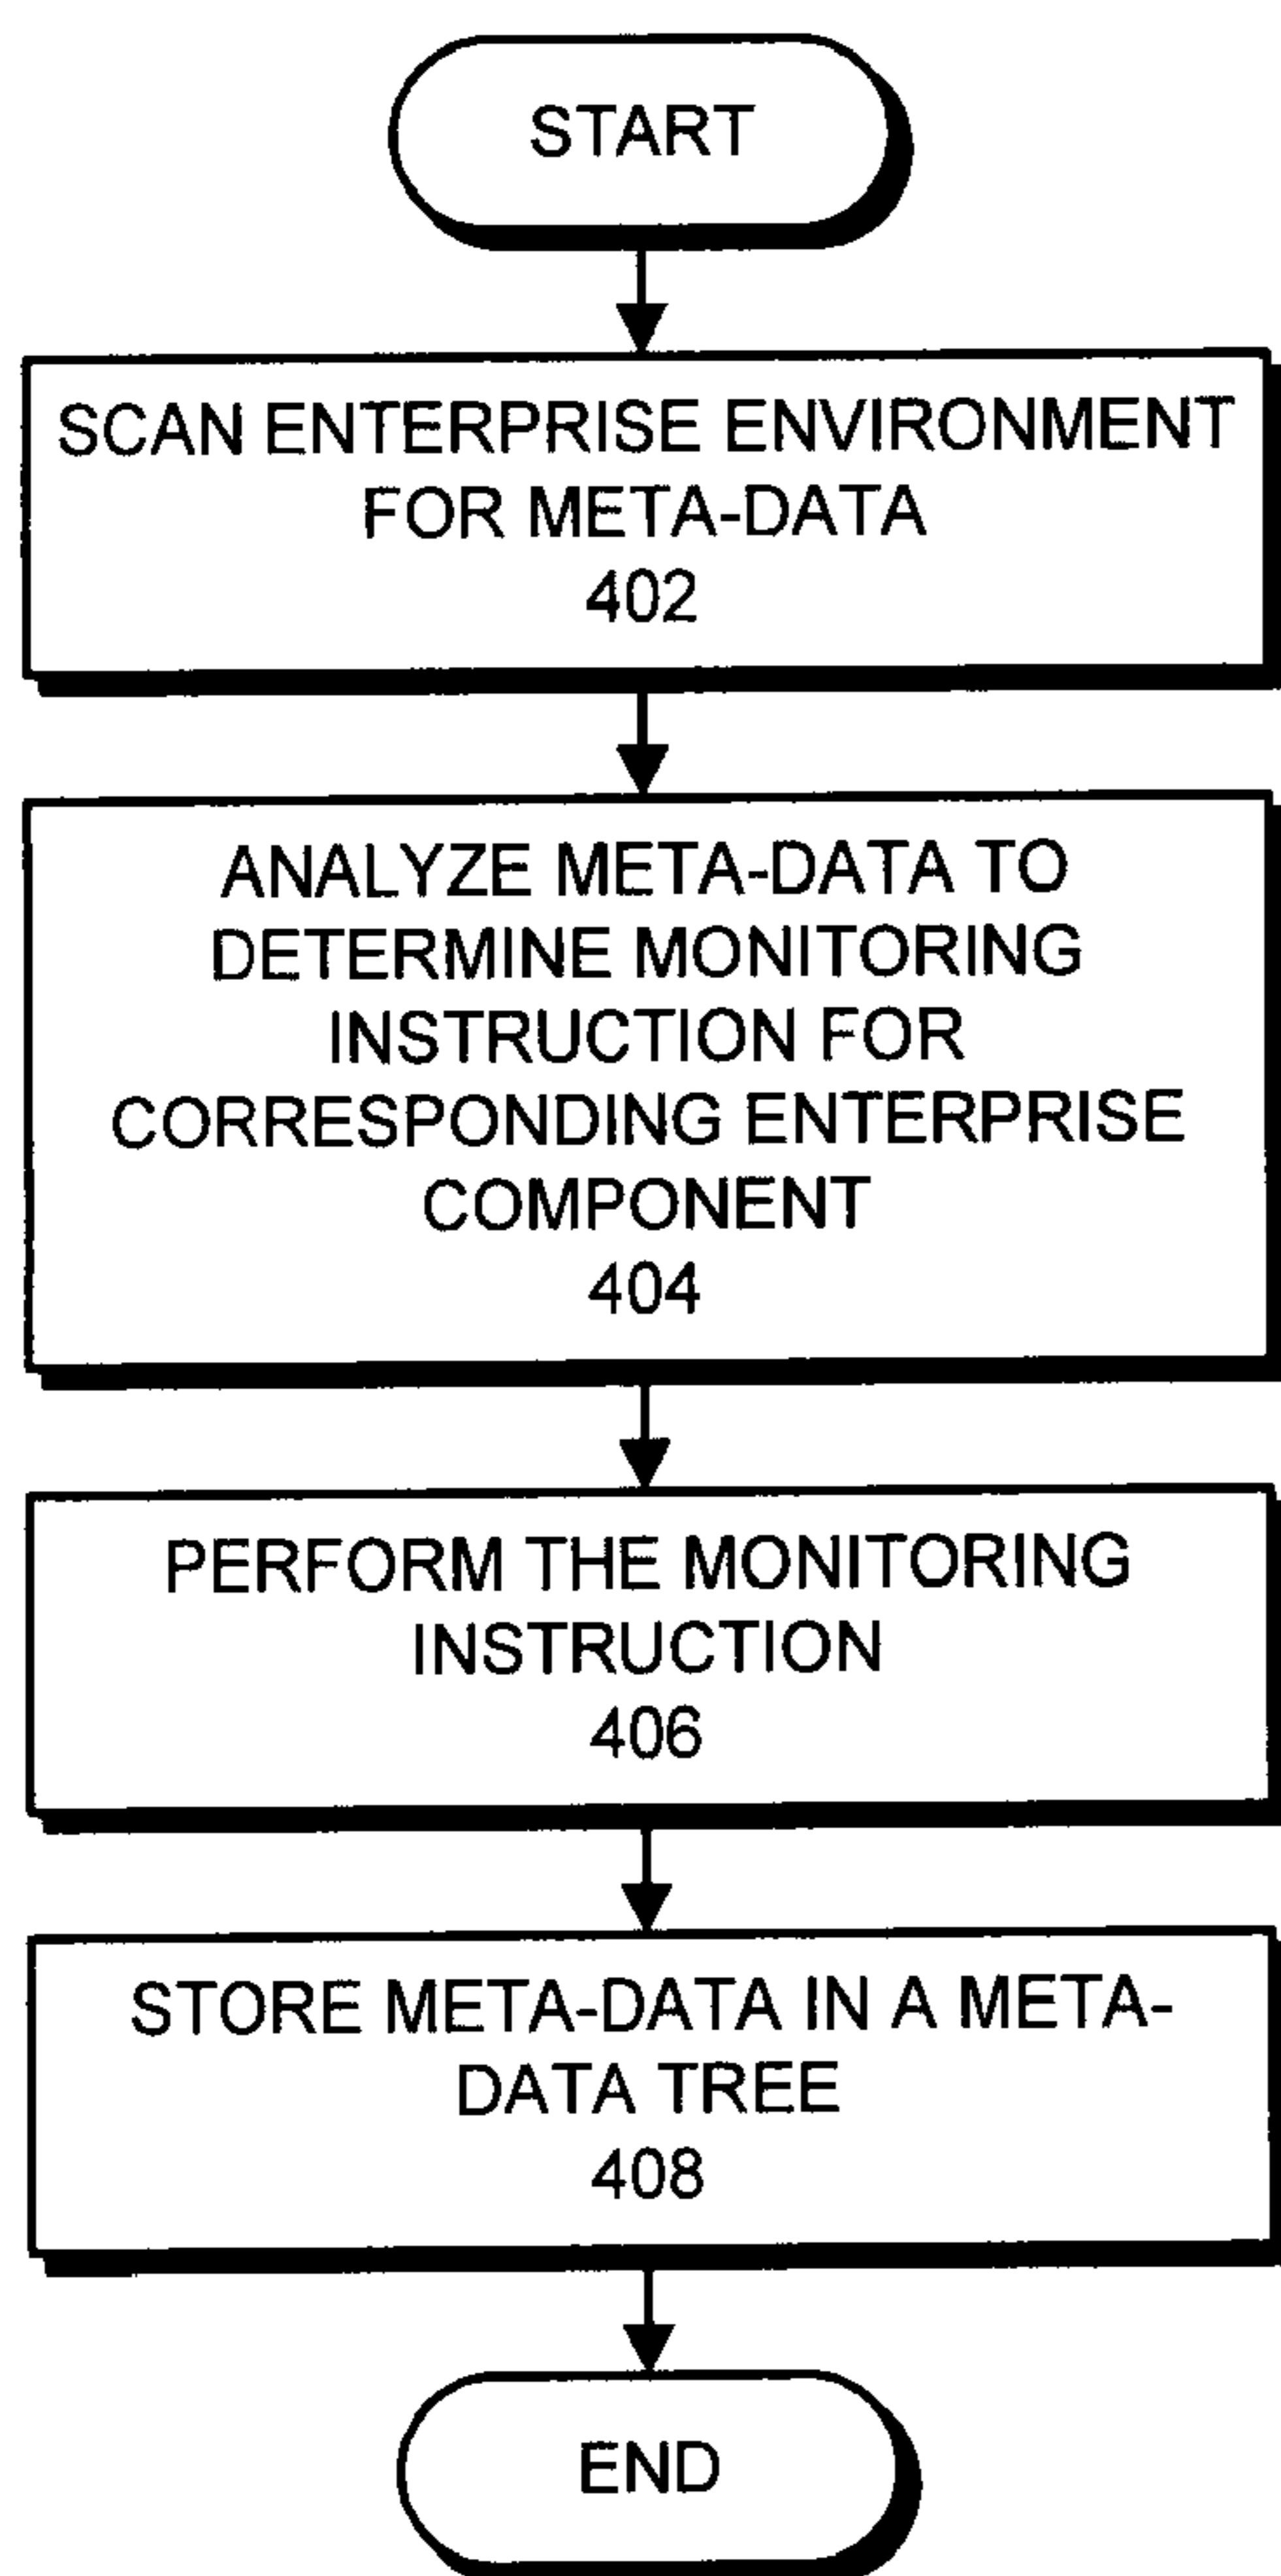 START
SCAN ENTERPRISE ENVIRONMENT
FOR META-DATA
402
ANALYZE META-DATA TO
DETERMINE MONITORING
INSTRUCTION FOR
CORRESPONDING ENTERPRISE
COMPONENT
404
PERFORM THE MONITORING
INSTRUCTION
406
STORE META-DATA IN A META-
DATA TREE
408
END